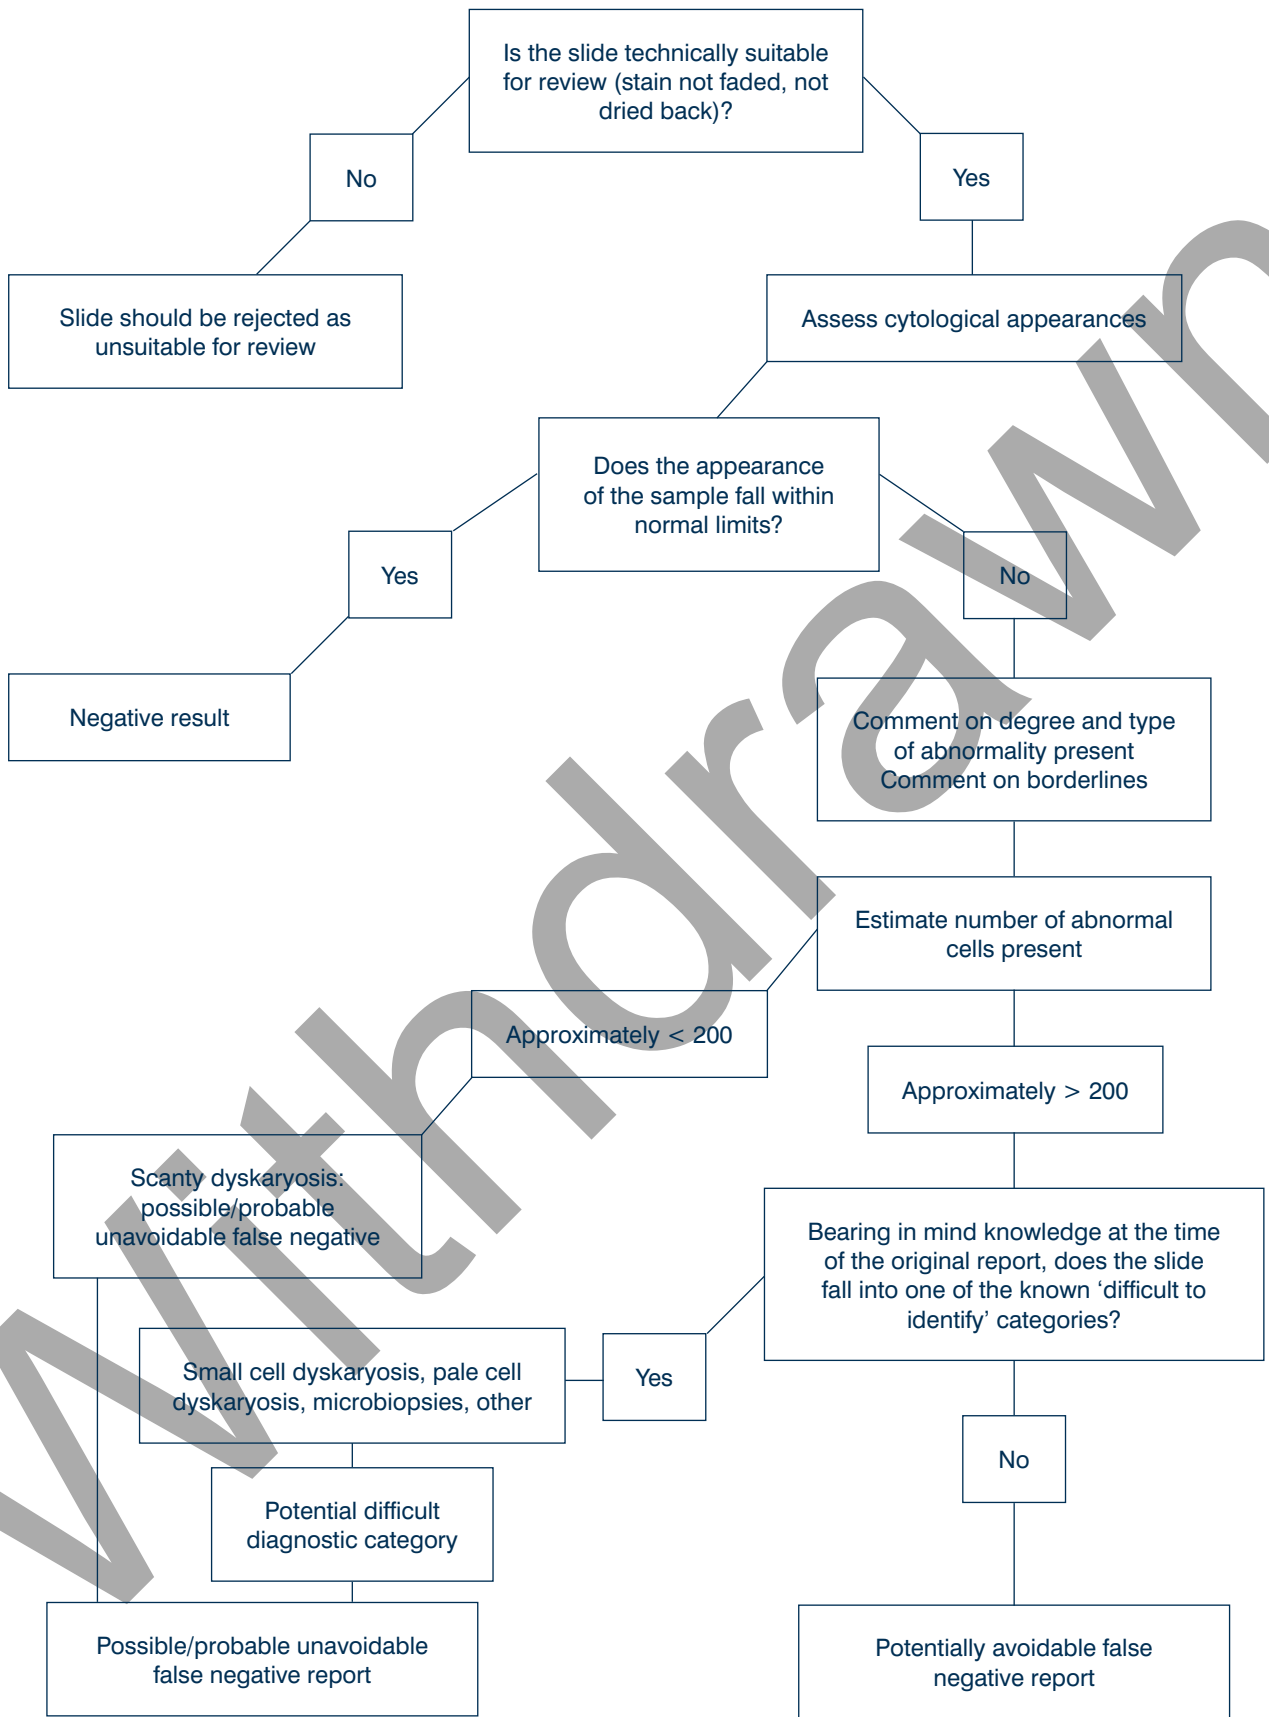 Is the slide technically suitable
for review (stain not faded, not
dried back)?
No
Yes
Slide should be rejected as
unsuitable for review
Assess cytological appearances
Does the appearance
of the sample fall within
normal limits?
Yes
No
Negative result
Comment on degree and type
of abnormality present
Comment on borderlines
Estimate number of abnormal
cells present
Approximately < 200
Approximately > 200
Scanty dyskaryosis:
possible/probable
unavoidable false negative
Bearing in mind knowledge at the time
of the original report, does the slide
fall into one of the known ‘difficult to
identify’ categories?
Small cell dyskaryosis, pale cell
dyskaryosis, microbiopsies, other
Yes
No
Potential difficult
diagnostic category
Possible/probable unavoidable
false negative report
Potentially avoidable false
negative report
withdrawn